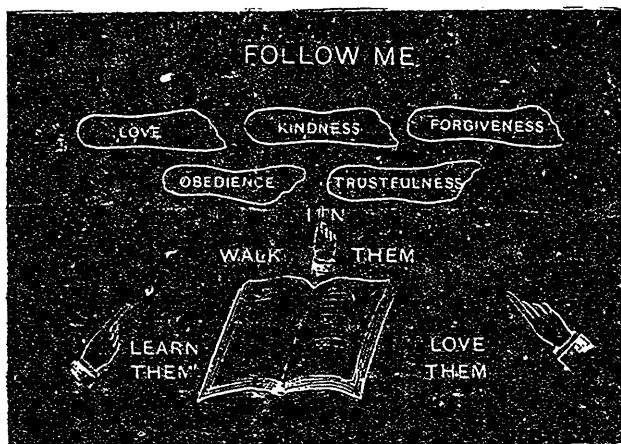 FOLLOW ME
LOVE KINDNESS FORGIVENESS
OBEDIENCE TRUSTFULNESS
IN
WALK THEM
LEARN LOVE
THEM THEM